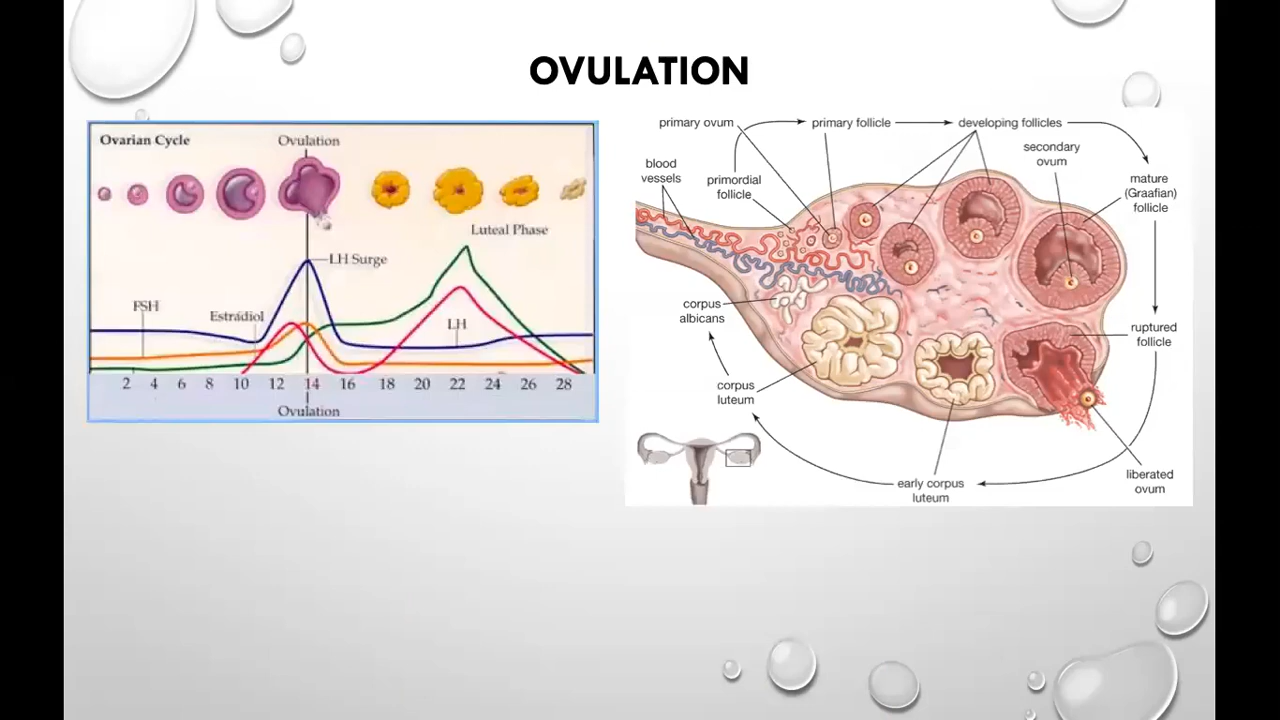 OVULATION
Ovarian Cycle
Ovulation
Luteal Phase
LH Surge
FSH
Estradiol
LH
2 4 6 8 10 12 14 16 18 20 22 24 26 28
Ovulation
primary ovum
primary follicle
developing follicles
secondary
ovum
blood
vessels
primordial
follicle
mature
(Graafian)
follicle
corpus
albicans
ruptured
follicle
corpus
luteum
early corpus
luteum
liberated
ovum